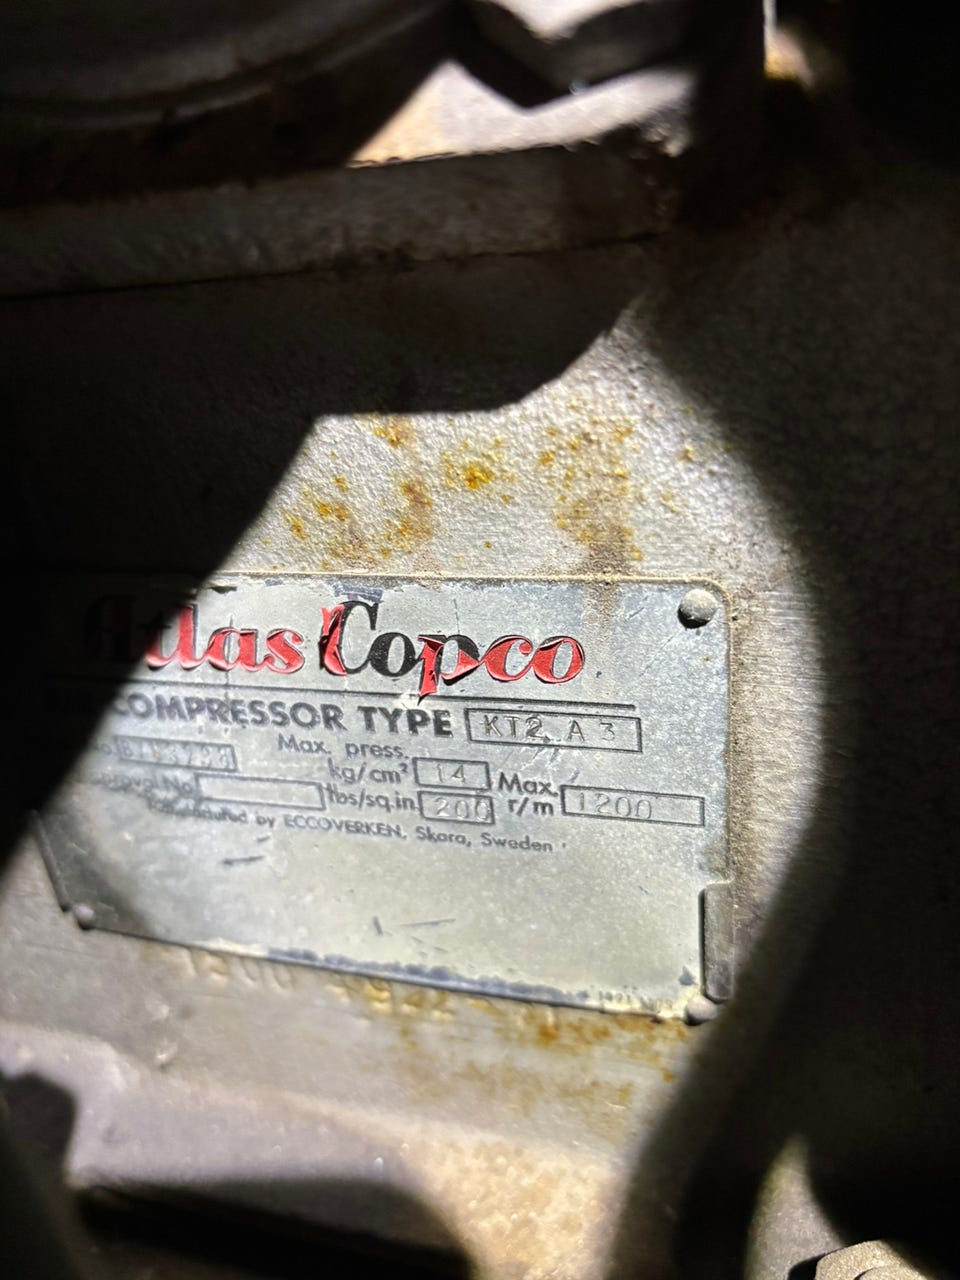 Atlas Copco
COMPRESSOR TYPE KT2 A 3
Max. press.
kg/cm² 14 Max. r/m 1200
lbs/sq.in. 200
by ECCOVERKEN, Skara, Sweden